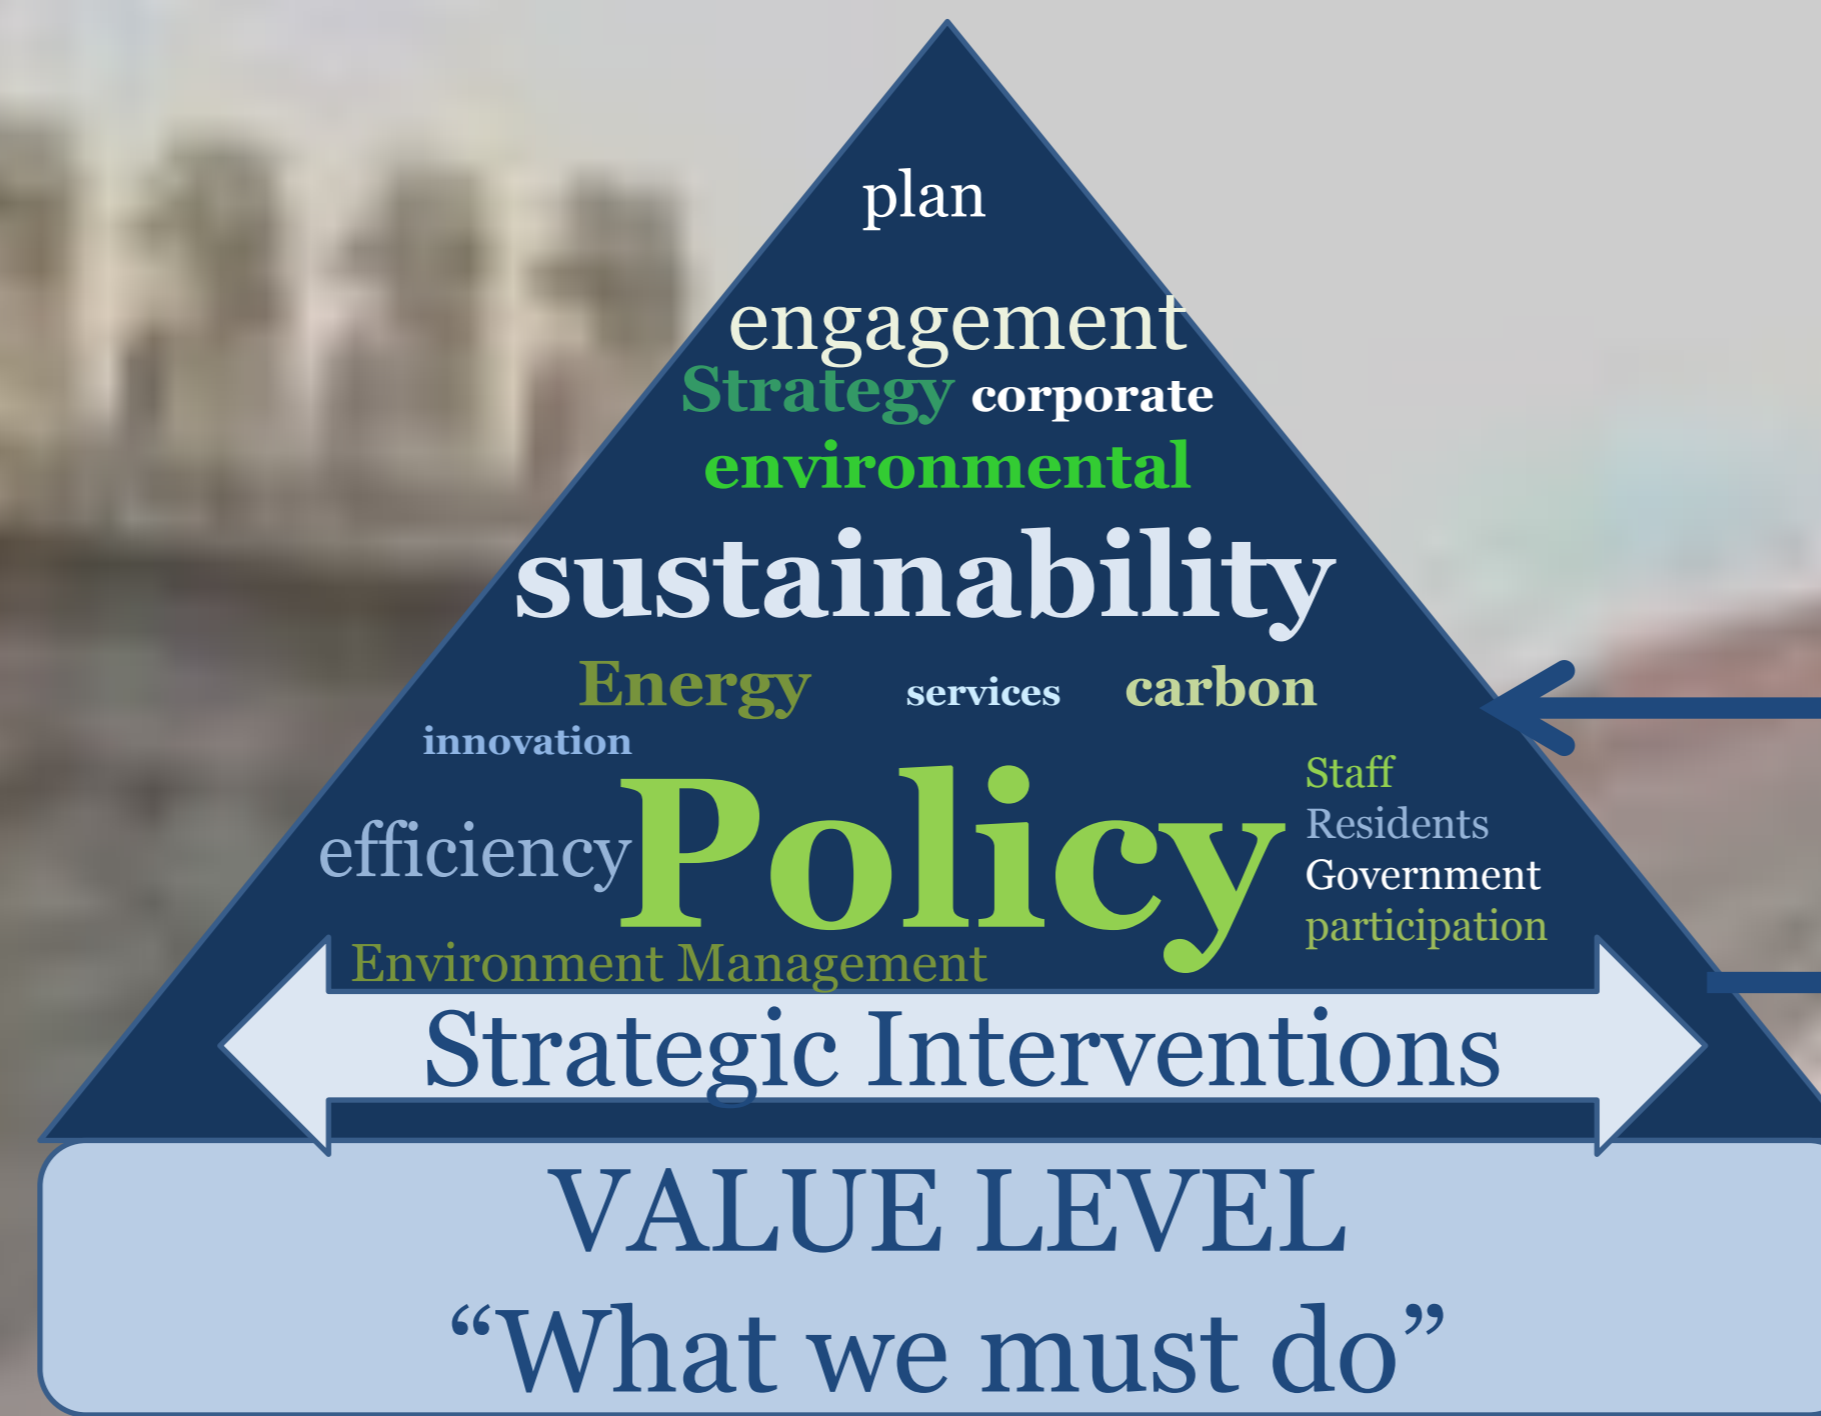 plan
engagement
Strategy corporate
environmental
sustainability
Energy services carbon
innovation
Staff
Residents
efficiency Policy
Government
participation
Environment Management
Strategic Interventions
VALUE LEVEL
“What we must do”